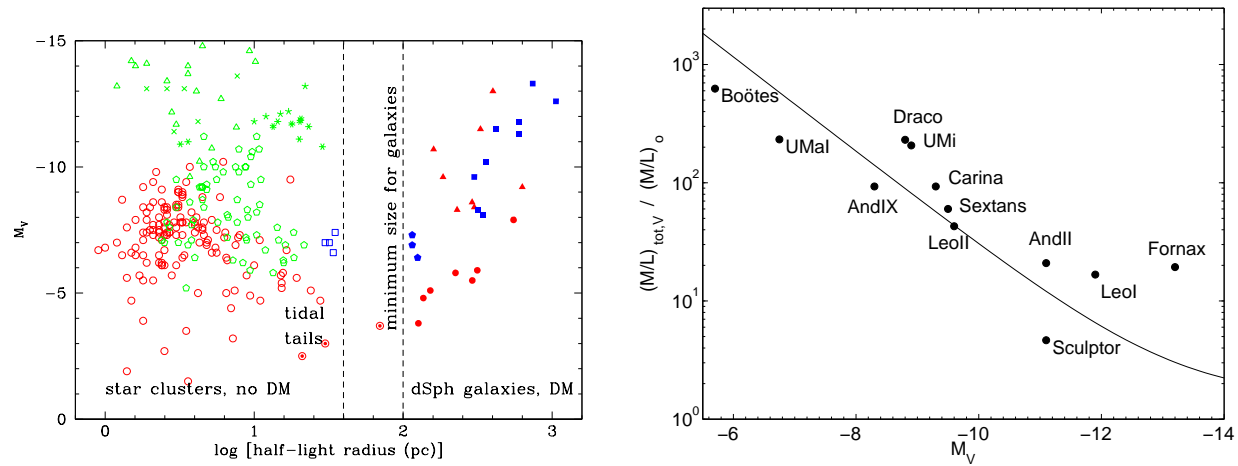 −15
−10
−5
0
M_V
0
1
2
3
log [half−light radius (pc)]
minimum size for galaxies
tidal
tails
star clusters, no DM
dSph galaxies, DM
10^3
10^2
10^1
10^0
(M/L)_tot,V / (M/L)_o
−6
−8
−10
−12
−14
M_V
Boötes
UMaI
Draco
UMi
AndIX
Carina
Sextans
LeoII
AndII
Fornax
LeoI
Sculptor